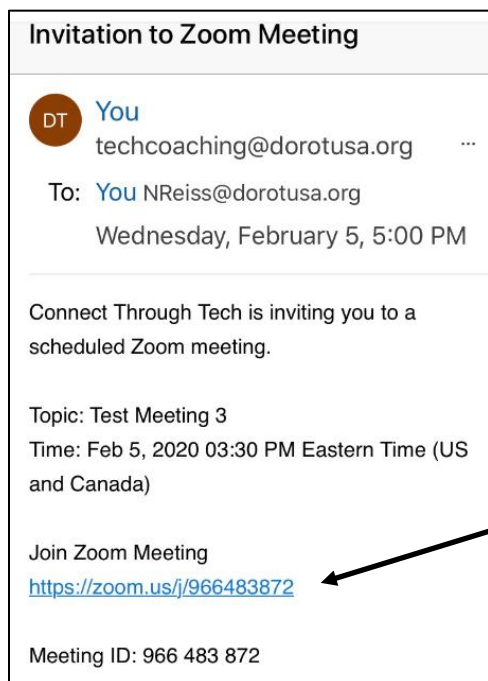 Invitation to Zoom Meeting
DT
You
techcoaching@dorotusa.org ...
To: You NReiss@dorotusa.org
Wednesday, February 5, 5:00 PM
Connect Through Tech is inviting you to a
scheduled Zoom meeting.
Topic: Test Meeting 3
Time: Feb 5, 2020 03:30 PM Eastern Time (US
and Canada)
Join Zoom Meeting
https://zoom.us/j/966483872
Meeting ID: 966 483 872